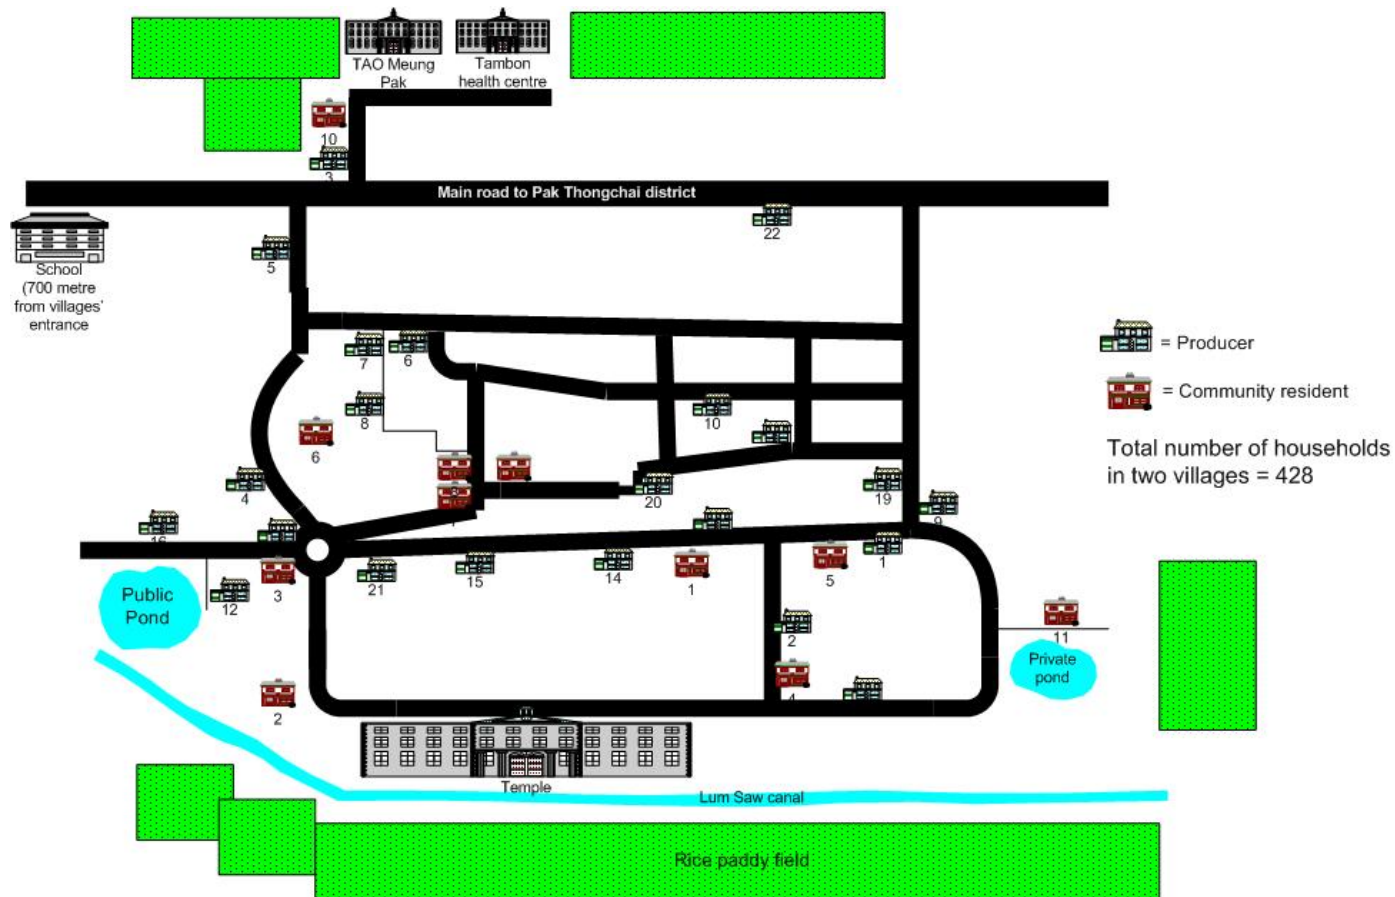 TAO Meung
Pak
Tambon
health centre
10
3
Main road to Pak Thongchai district
22
School
(700 metre
from villages'
entrance
5
7
6
= Producer
8
10
= Community resident
6
Total number of households
in two villages = 428
4
20
19
9
16
21
15
14
1
5
1
3
12
Public
Pond
2
11
Private
pond
4
2
Temple
Lum Saw canal
Rice paddy field